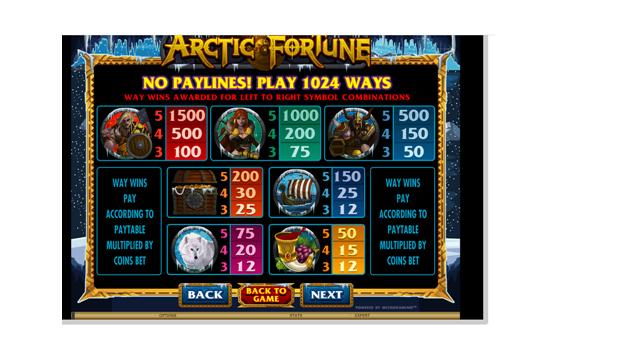 ARCTIC FORTUNE
NO PAYLINES! PLAY 1024 WAYS
WAY WINS AWARDED FOR LEFT TO RIGHT SYMBOL COMBINATIONS
5 1500
4 500
3 100
5 1000
4 200
3 75
5 500
4 150
3 50
WAY WINS
PAY
ACCORDING TO
PAYTABLE
MULTIPLIED BY
COINS BET
5 200
4 30
3 25
5 150
4 25
3 12
5 75
4 20
3 12
5 50
4 15
3 12
WAY WINS
PAY
ACCORDING TO
PAYTABLE
MULTIPLIED BY
COINS BET
BACK
BACK TO
GAME
NEXT
POWERED BY MICROGAMING
OPTIONS
STATS
EXPERT